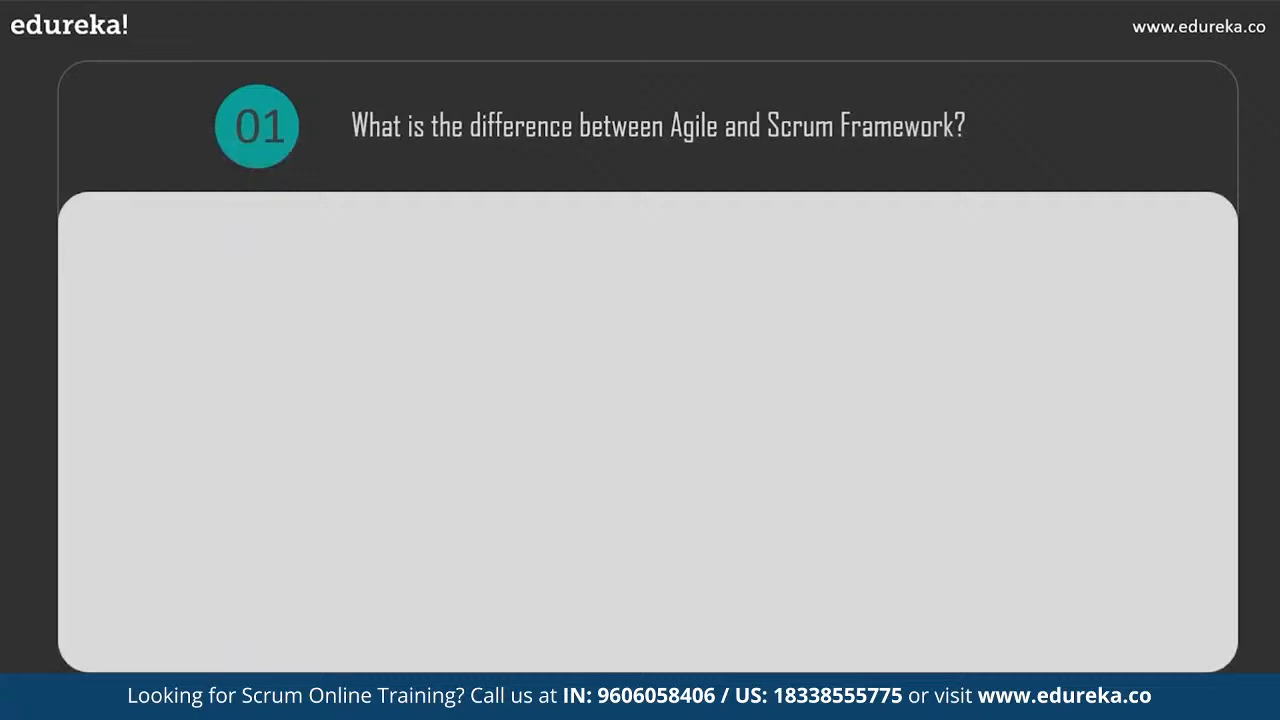 edureka!
www.edureka.co
01
What is the difference between Agile and Scrum Framework?
Looking for Scrum Online Training? Call us at IN: 9606058406 / US: 18338555775 or visit www.edureka.co